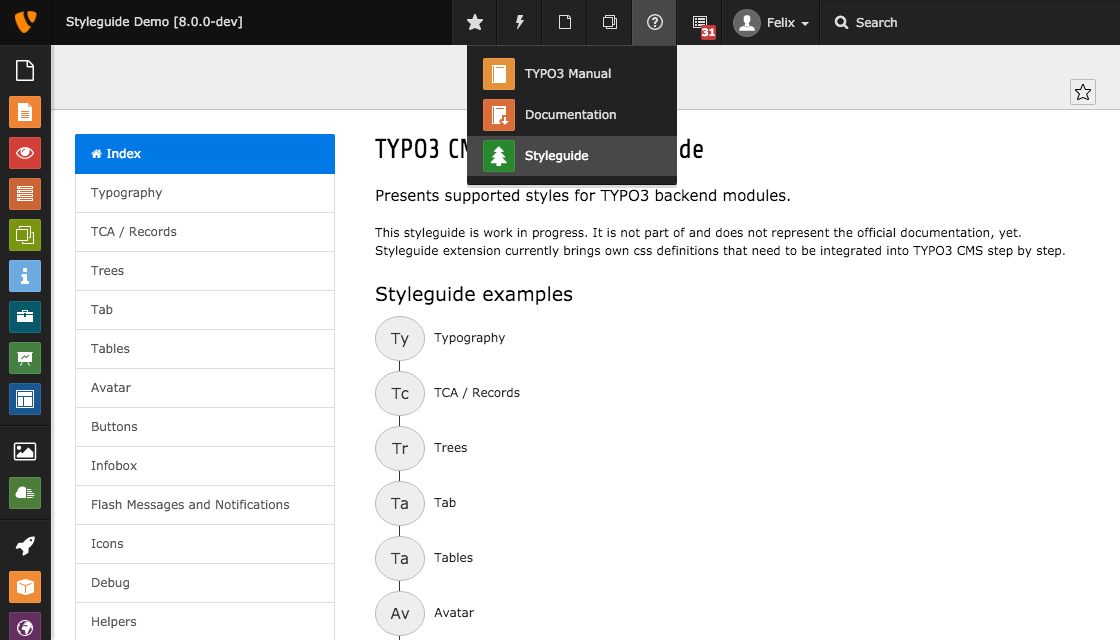 Styleguide Demo [8.0.0-dev]
31
Felix
Search
TYPO3 Manual
Documentation
Styleguide
Index
Typography
TCA / Records
Trees
Tab
Tables
Avatar
Buttons
Infobox
Flash Messages and Notifications
Icons
Debug
Helpers
TYPO3
Presents supported styles for TYPO3 backend modules.
This styleguide is work in progress. It is not part of and does not represent the official documentation, yet.
Styleguide extension currently brings own css definitions that need to be integrated into TYPO3 CMS step by step.
Styleguide examples
Ty Typography
Tc TCA / Records
Tr Trees
Ta Tab
Ta Tables
Av Avatar